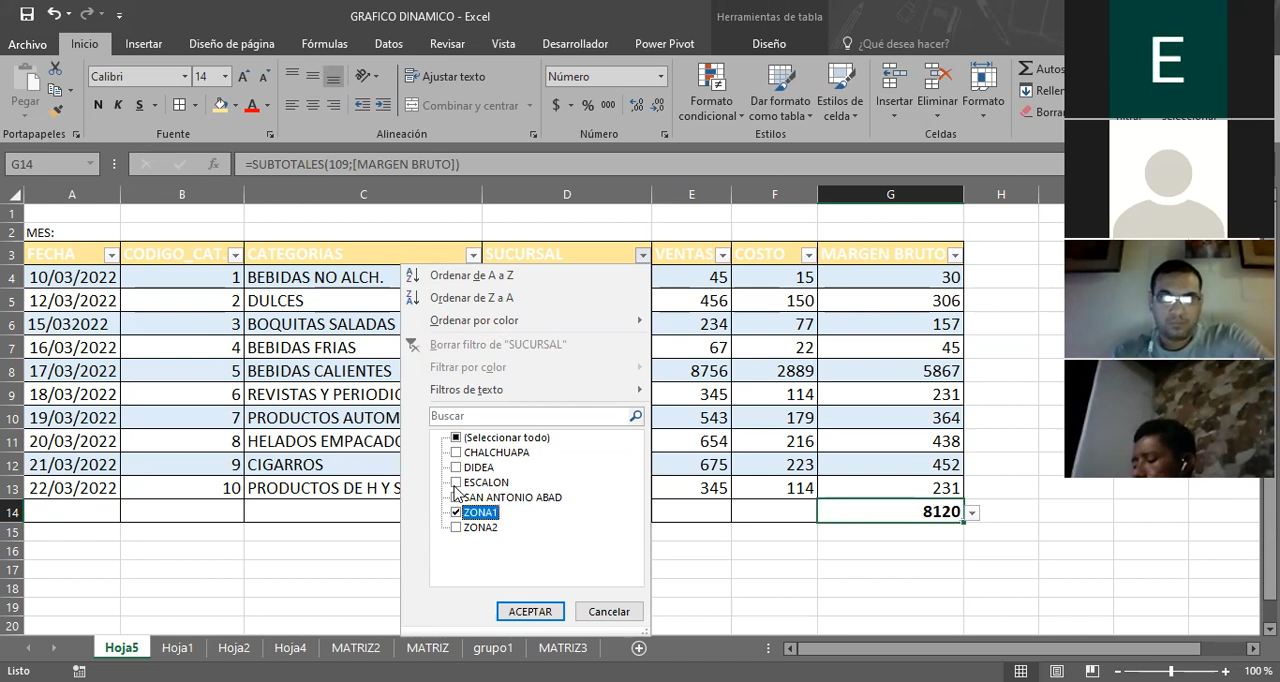 GRAFICO DINAMICO - Excel
Herramientas de tabla
Archivo Inicio Insertar Diseño de página Fórmulas Datos Revisar Vista Desarrollador Power Pivot Diseño ¿Qué desea hacer?
Pegar
Calibri 14
N K S
Ajustar texto
Combinar y centrar
Número
$ % 000
Formato condicional
Dar formato como tabla
Estilos de celda
Insertar Eliminar Formato
Autos
Rellen
Borra
Portapapeles Fuente Alineación Número Estilos Celdas
E
G14
fx
=SUBTOTALES(109;[MARGEN BRUTO])
A B C D E F G H
1
2 MES:
3 FECHA CODIGO_CAT. CATEGORIAS SUCURSAL VENTAS COSTO MARGEN BRUTO
4 10/03/2022 1 BEBIDAS NO ALCH. 45 15 30
5 12/03/2022 2 DULCES 456 150 306
6 15/032022 3 BOQUITAS SALADAS 234 77 157
7 16/03/2022 4 BEBIDAS FRIAS 67 22 45
8 17/03/2022 5 BEBIDAS CALIENTES 8756 2889 5867
9 18/03/2022 6 REVISTAS Y PERIODIC 345 114 231
10 19/03/2022 7 PRODUCTOS AUTOM 543 179 364
11 20/03/2022 8 HELADOS EMPACADO 654 216 438
12 21/03/2022 9 CIGARROS 675 223 452
13 22/03/2022 10 PRODUCTOS DE H Y S 345 114 231
14 8120
15
16
17
18
19
20
Ordenar de A a Z
Ordenar de Z a A
Ordenar por color
Borrar filtro de "SUCURSAL"
Filtrar por color
Filtros de texto
Buscar
(Seleccionar todo)
CHALCHUAPA
DIDEA
ESCALON
SAN ANTONIO ABAD
ZONA1
ZONA2
ACEPTAR Cancelar
Hoja5 Hoja1 Hoja2 Hoja4 MATRIZ2 MATRIZ grupo1 MATRIZ3
Listo
100 %